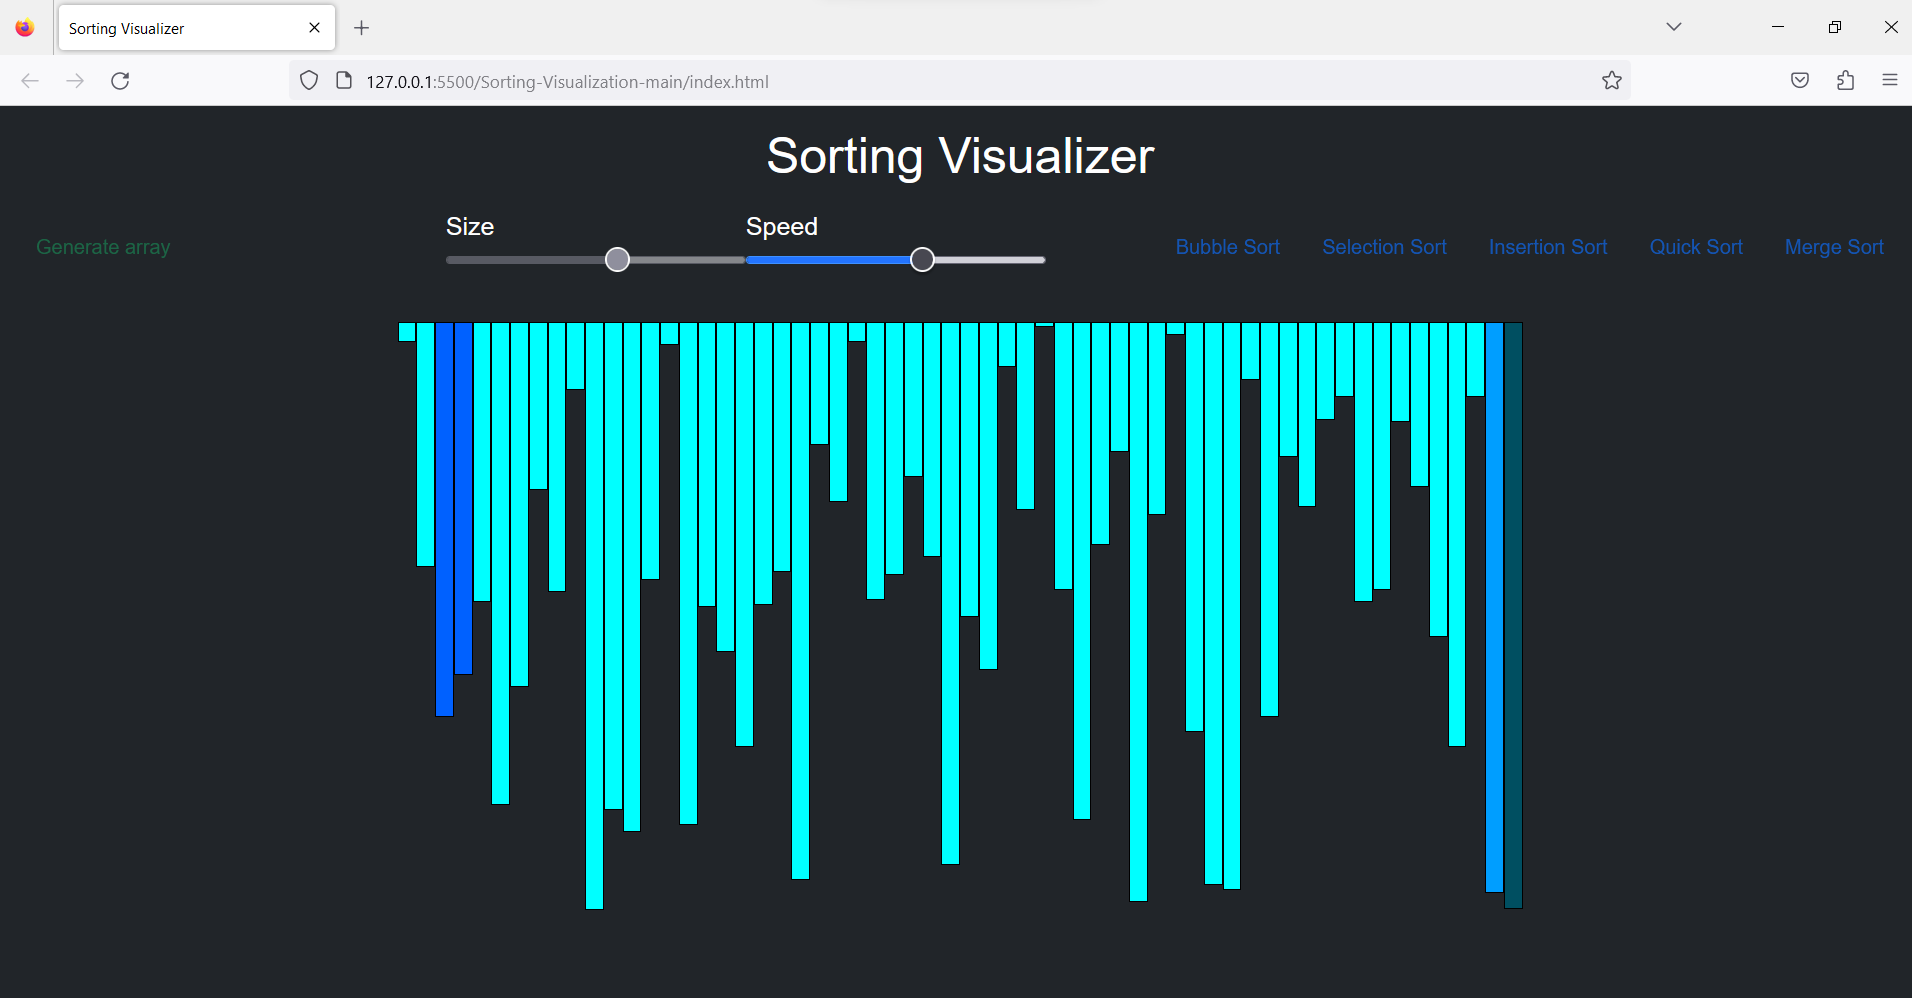 Sorting Visualizer
127.0.0.1:5500/Sorting-Visualization-main/index.html
Sorting Visualizer
Size
Speed
Generate array
Bubble Sort
Selection Sort
Insertion Sort
Quick Sort
Merge Sort